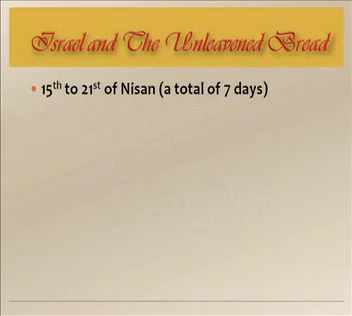 Israel and The Unleavened Bread
• 15th to 21st of Nisan (a total of 7 days)